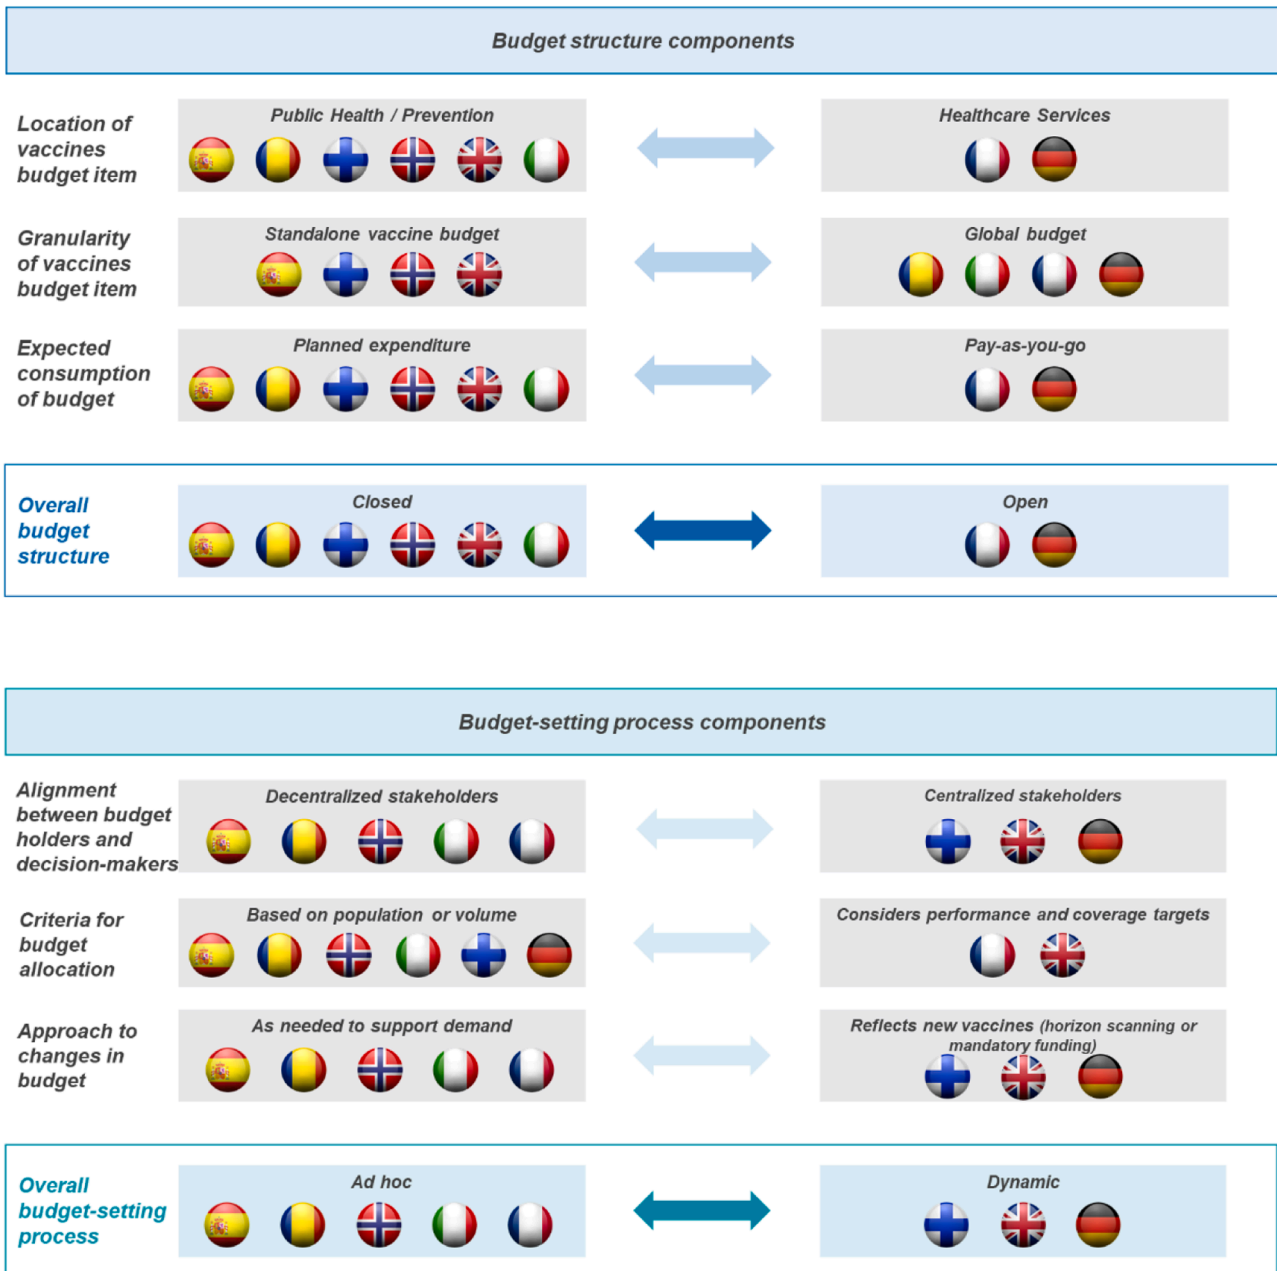 Budget structure components
Location of
vaccines
budget item
Public Health / Prevention
Healthcare Services
Granularity
of vaccines
budget item
Standalone vaccine budget
Global budget
Expected
consumption
of budget
Planned expenditure
Pay-as-you-go
Overall
budget
structure
Closed
Open
Budget-setting process components
Alignment
between budget
holders and
decision-makers
Decentralized stakeholders
Centralized stakeholders
Criteria for
budget
allocation
Based on population or volume
Considers performance and coverage targets
Approach to
changes in
budget
As needed to support demand
Reflects new vaccines (horizon scanning or
mandatory funding)
Overall
budget-setting
process
Ad hoc
Dynamic